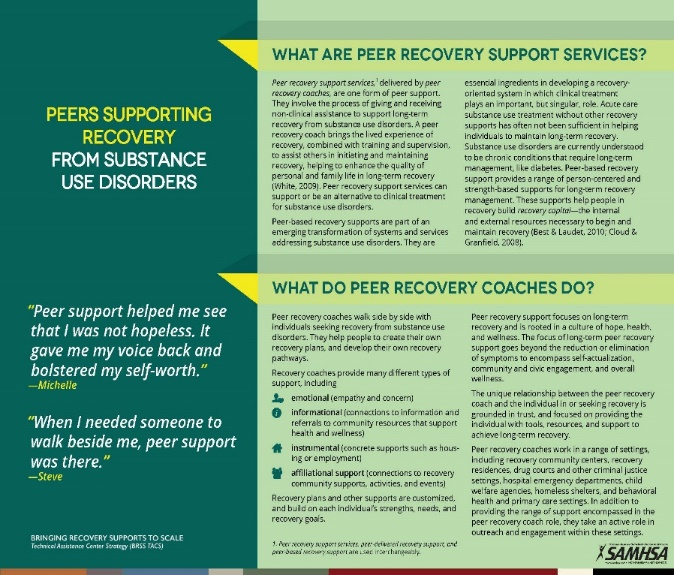 PEERS SUPPORTING
RECOVERY
FROM SUBSTANCE
USE DISORDERS
"Peer support helped me see
that I was not hopeless. It
gave me my voice back and
bolstered my self-worth."
—Michelle
"When I needed someone to
walk beside me, peer support
was there."
—Steve
BRINGING RECOVERY SUPPORTS TO SCALE
Technical Assistance Center Strategy (BRSS TACS)
WHAT ARE PEER RECOVERY SUPPORT SERVICES?
Peer recovery support services,¹ delivered by peer
recovery coaches, are one form of peer support.
They involve the process of giving and receiving
non-clinical assistance to support long-term
recovery from substance use disorders. A peer
recovery coach brings the lived experience of
recovery, combined with training and supervision,
to assist others in initiating and maintaining
recovery, helping to enhance the quality of
personal and family life in long-term recovery
(White, 2009). Peer recovery support services can
support or be an alternative to clinical treatment
for substance use disorders.
Peer-based recovery supports are part of an
emerging transformation of systems and services
addressing substance use disorders. They are
essential ingredients in developing a recovery-
oriented system in which clinical treatment
plays an important, but singular, role. Acute care
substance use treatment without other recovery
supports has often not been sufficient in helping
individuals to maintain long-term recovery.
Substance use disorders are currently understood
to be chronic conditions that require long-term
management, like diabetes. Peer-based recovery
support provides a range of person-centered and
strength-based supports for long-term recovery
management. These supports help people in
recovery build recovery capital—the internal
and external resources necessary to begin and
maintain recovery (Best & Laudet, 2010; Cloud &
Granfield, 2008).
WHAT DO PEER RECOVERY COACHES DO?
Peer recovery coaches walk side by side with
individuals seeking recovery from substance use
disorders. They help people to create their own
recovery plans, and develop their own recovery
pathways.
Recovery coaches provide many different types of
support, including
emotional (empathy and concern)
informational (connections to information and
referrals to community resources that support
health and wellness)
instrumental (concrete supports such as hous-
ing or employment)
affiliational support (connections to recovery
community supports, activities, and events)
Recovery plans and other supports are customized,
and build on each individual's strengths, needs, and
recovery goals.
1. Peer recovery support services, peer-delivered recovery support, and
peer-based recovery support are used interchangeably.
Peer recovery support focuses on long-term
recovery and is rooted in a culture of hope, health,
and wellness. The focus of long-term peer recovery
support goes beyond the reduction or elimination
of symptoms to encompass self-actualization,
community and civic engagement, and overall
wellness.
The unique relationship between the peer recovery
coach and the individual in or seeking recovery is
grounded in trust, and focused on providing the
individual with tools, resources, and support to
achieve long-term recovery.
Peer recovery coaches work in a range of settings,
including recovery community centers, recovery
residences, drug courts and other criminal justice
settings, hospital emergency departments, child
welfare agencies, homeless shelters, and behavioral
health and primary care settings. In addition to
providing the range of support encompassed in the
peer recovery coach role, they take an active role in
outreach and engagement within these settings.
SAMHSA